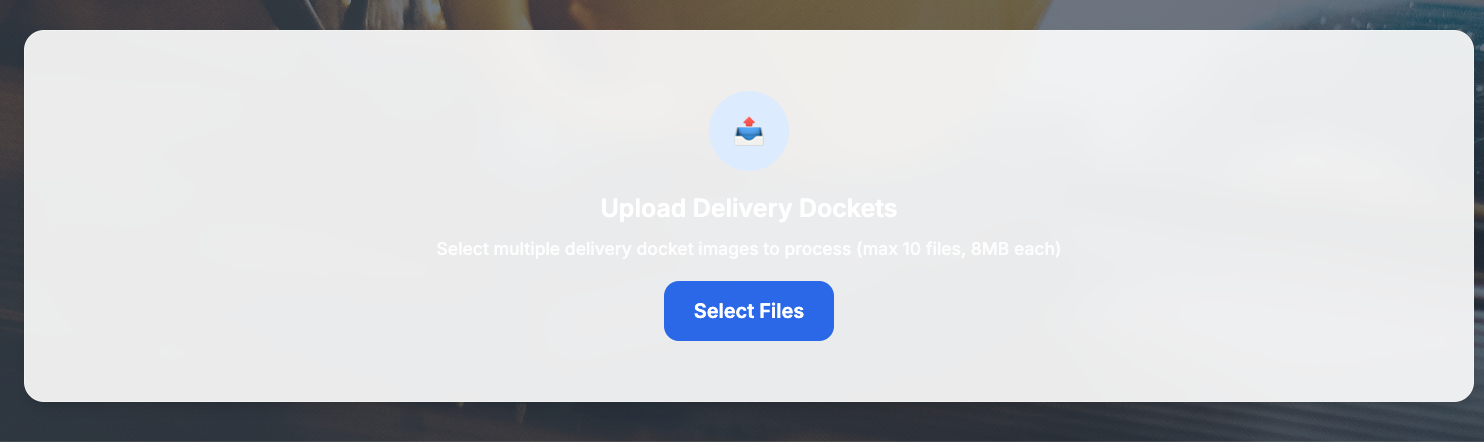 Upload Delivery Dockets
Select multiple delivery docket images to process (max 10 files, 8MB each)
Select Files